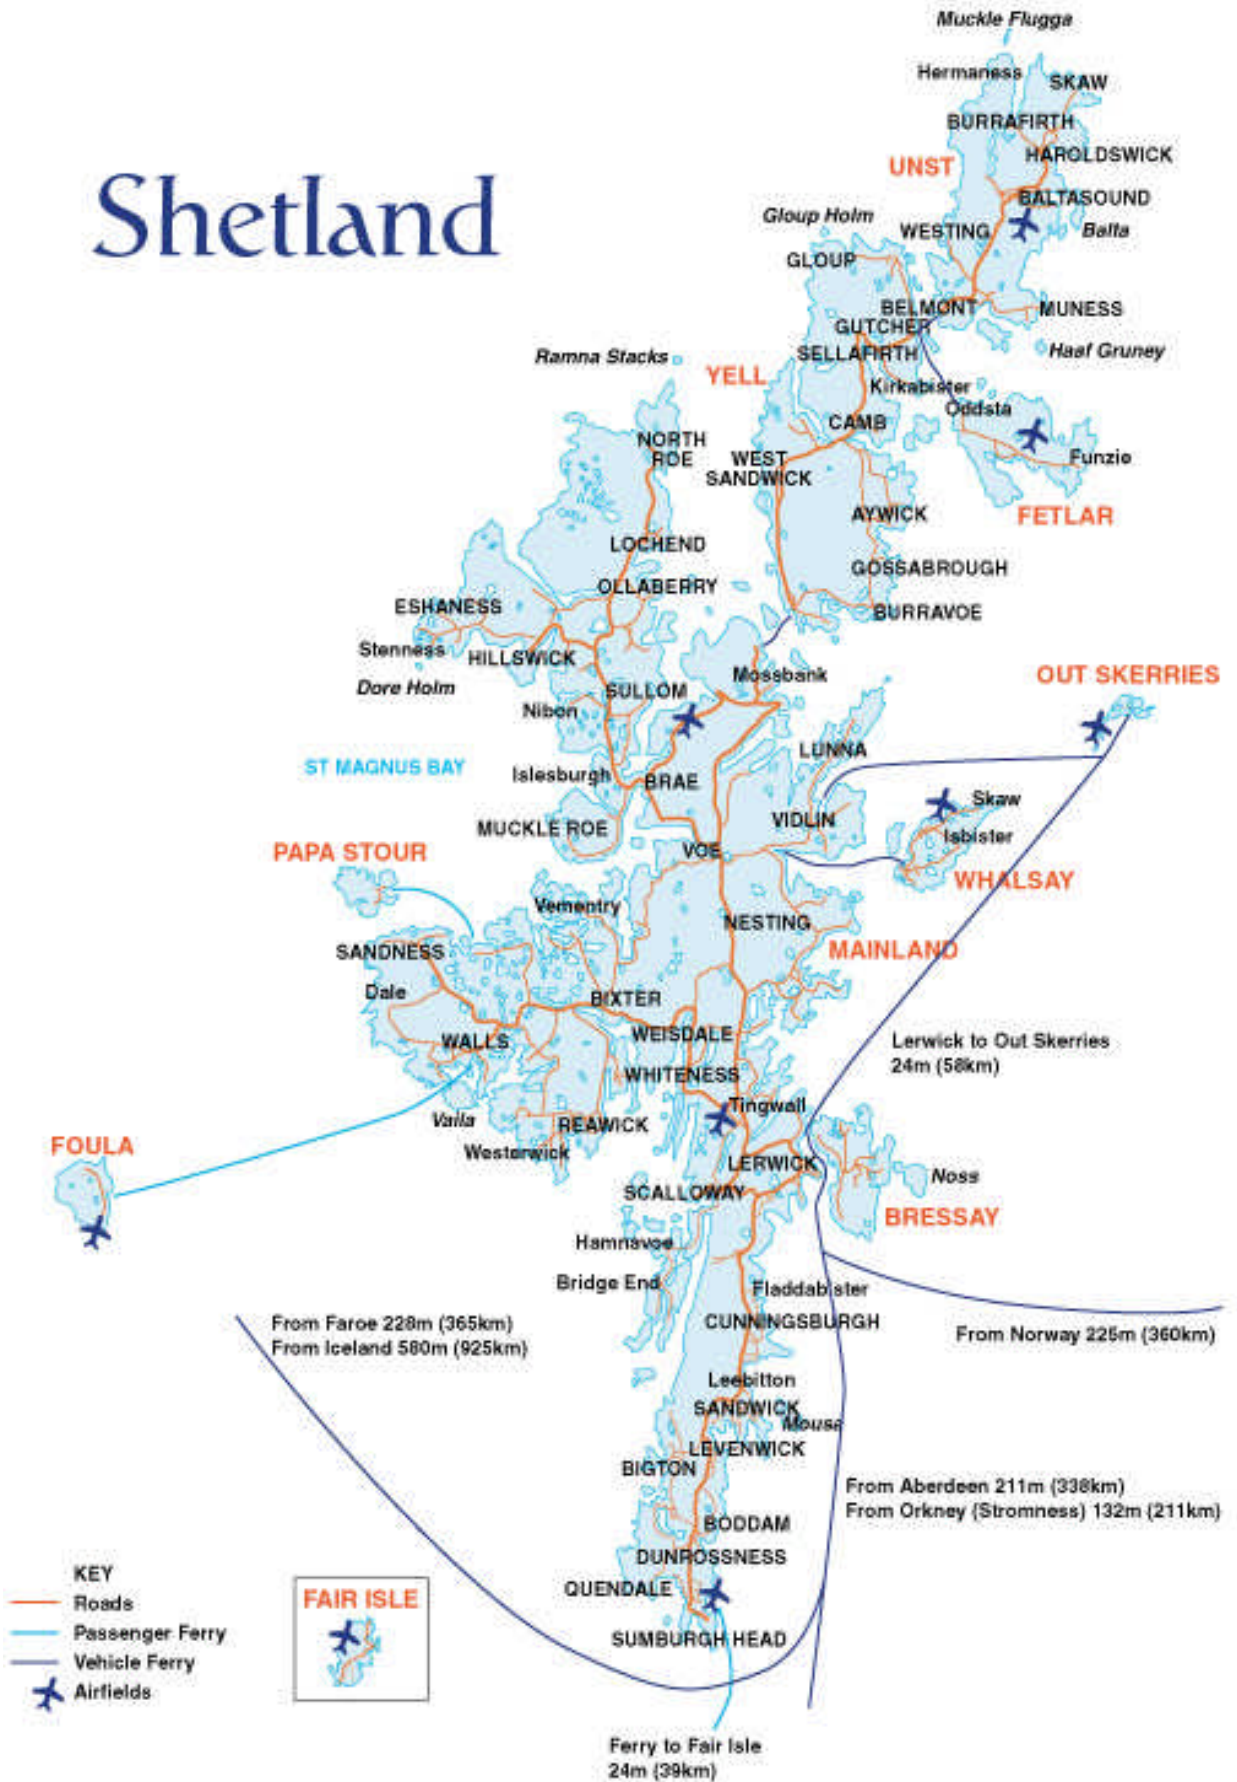 Muckle Flugga
Hermaness
SKAW
BURRAFIRTH
HAROLDSWICK
UNST
BALTASOUND
Shetland
Gloup Holm
WESTING
Balta
GLOUP
BELMONT
MUNESS
GUTCHER
Haaf Gruney
SELLAFIRTH
Ramna Stacks
YELL
Kirkabister
Oddsta
CAMB
NORTH
ROE
WEST
SANDWICK
Funzie
AYWICK
FETLAR
LOCHEND
GOSSABROUGH
OLLABERRY
ESHANESS
BURRAVOE
Stenness
HILLSWICK
Mossbank
OUT SKERRIES
Dore Holm
SULLOM
Nibon
LUNNA
ST MAGNUS BAY
Islesburgh
BRAE
Skaw
MUCKLE ROE
VIDLIN
Isbister
PAPA STOUR
VOE
WHALSAY
Vementry
NESTING
SANDNESS
MAINLAND
Dale
BIXTER
WALLS
WEISDALE
Lerwick to Out Skerries
24m (58km)
WHITENESS
Tingwall
Vaila
REAWICK
FOULA
Westerwick
LERWICK
Noss
SCALLOWAY
BRESSAY
Hamnavoe
Bridge End
Fladdabister
From Faroe 228m (365km)
From Iceland 580m (925km)
CUNNINGSBURGH
From Norway 225m (360km)
Leebitton
SANDWICK
Mousa
LEVENWICK
BIGTON
From Aberdeen 211m (338km)
From Orkney (Stromness) 132m (211km)
BODDAM
DUNROSSNESS
QUENDALE
SUMBURGH HEAD
KEY
Roads
Passenger Ferry
Vehicle Ferry
Airfields
FAIR ISLE
Ferry to Fair Isle
24m (39km)